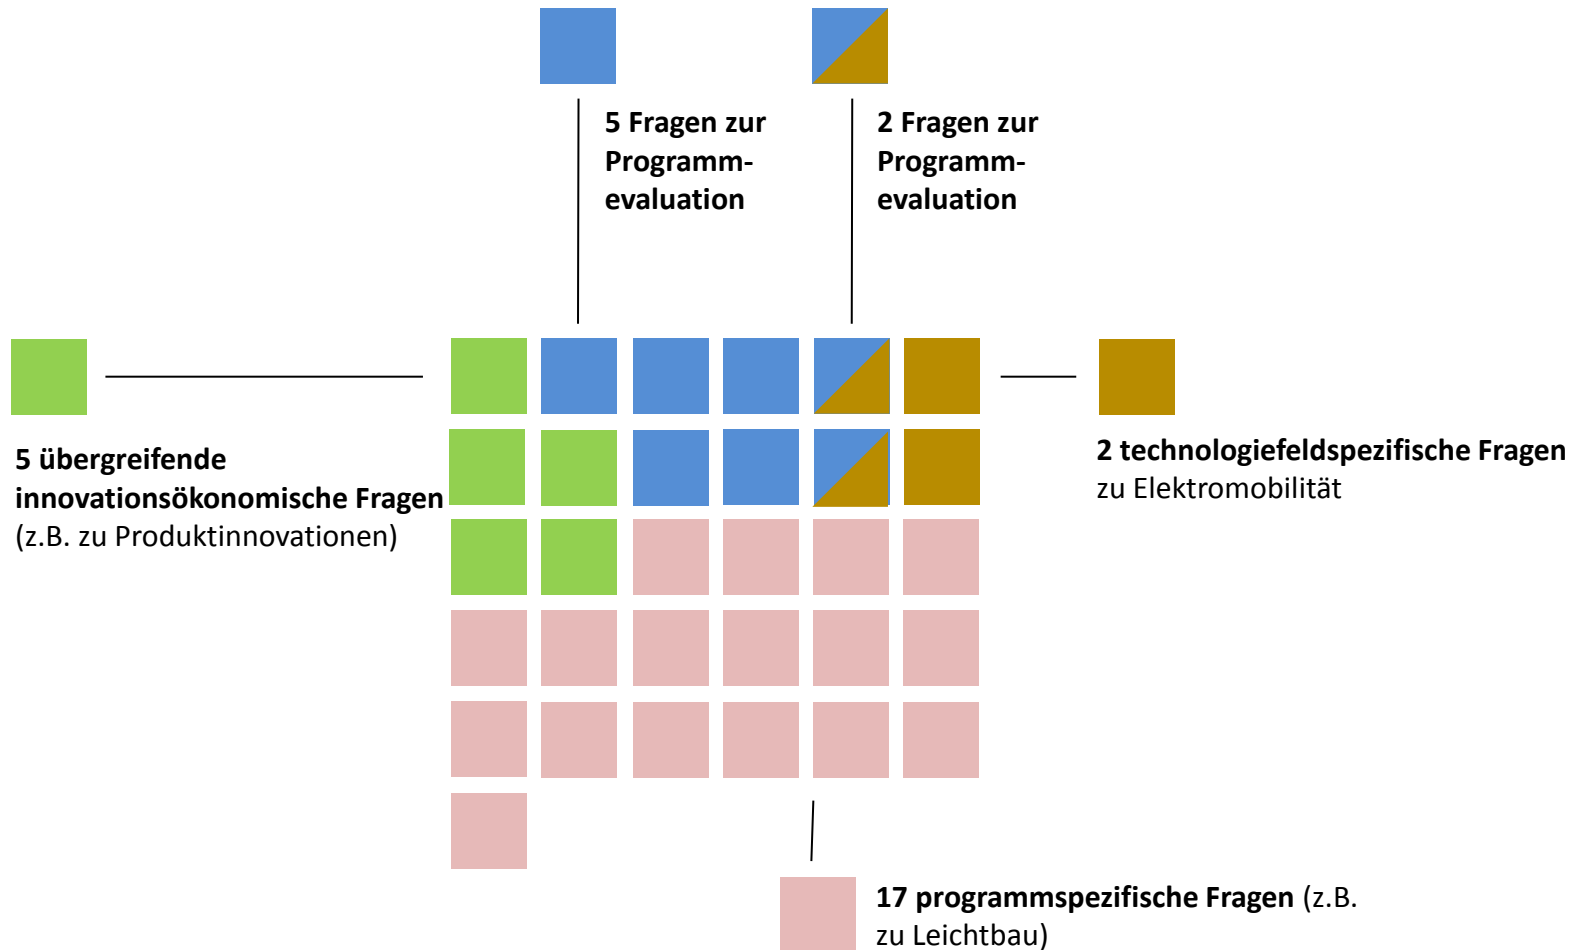 5 Fragen zur
Programm-
evaluation
2 Fragen zur
Programm-
evaluation
5 übergreifende
innovationsökonomische Fragen
(z.B. zu Produktinnovationen)
2 technologiefeldspezifische Fragen
zu Elektromobilität
17 programmspezifische Fragen (z.B.
zu Leichtbau)